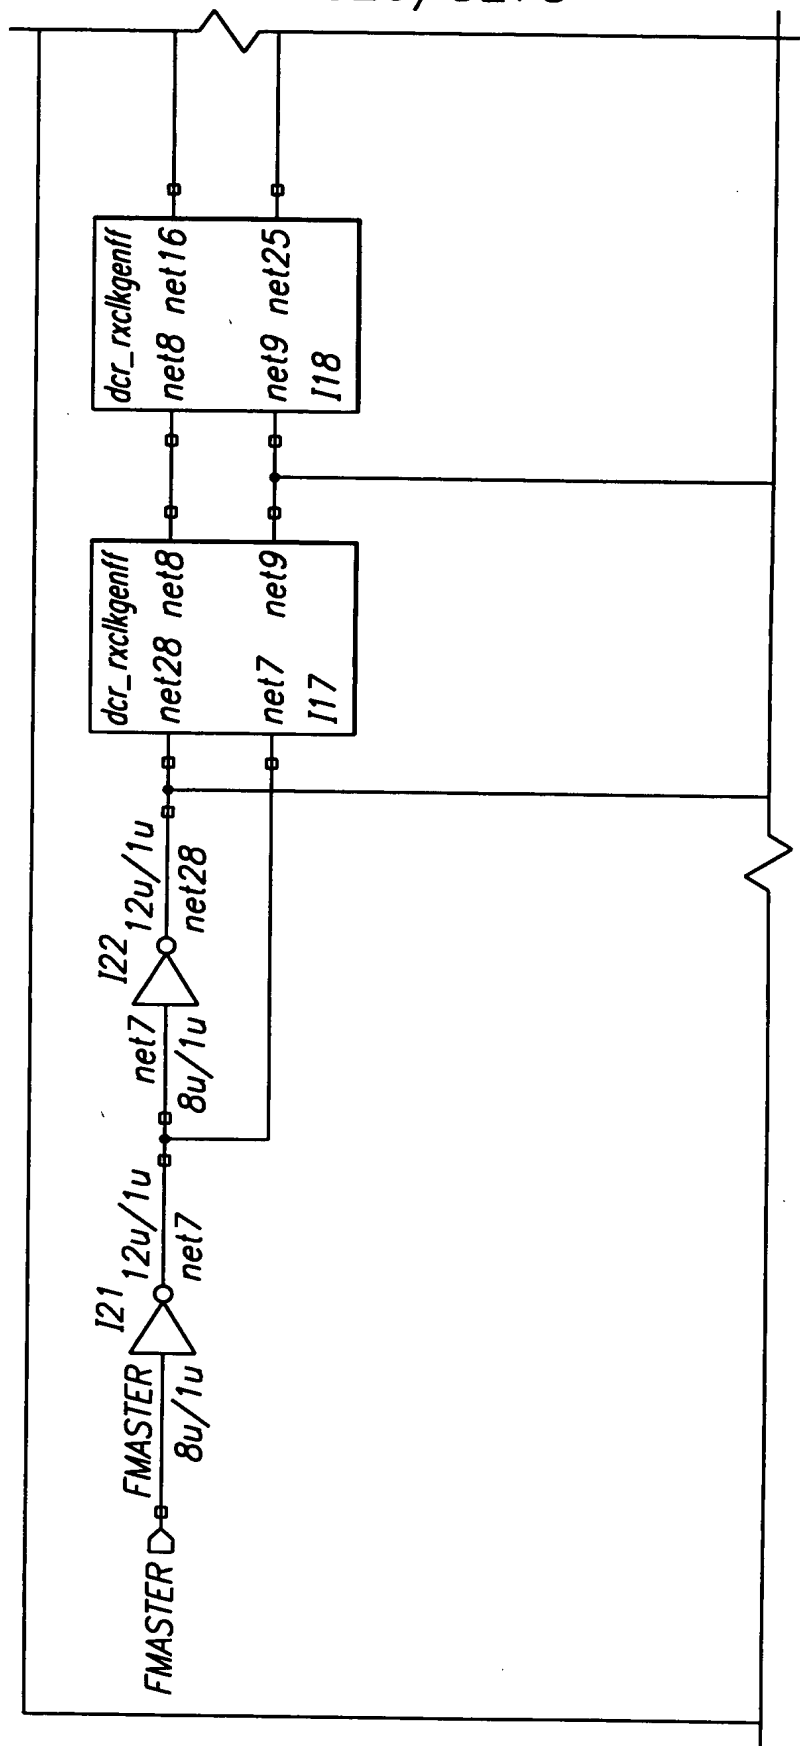 FMASTER
FMASTER
8u/1u
I21
12u/1u
net7
net7
8u/1u
I22
12u/1u
net28
dcr_rxclkgenff
net28 net8
net7 net9
I17
dcr_rxclkgenff
net8 net16
net9 net25
I18